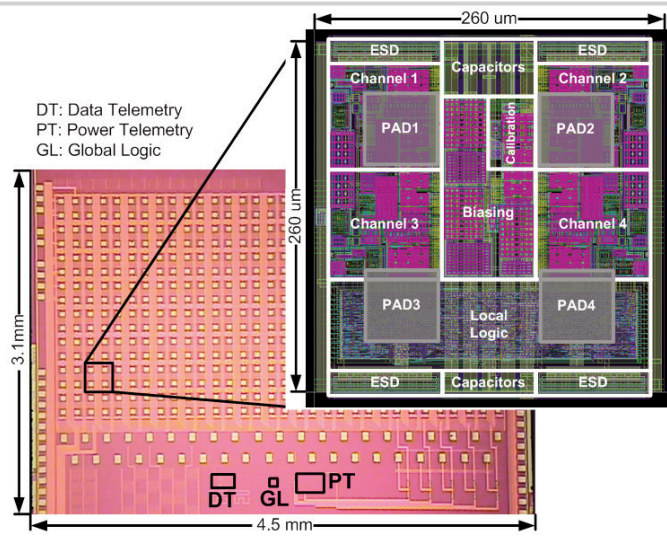 260 um
ESD
Capacitors
ESD
Channel 1
Channel 2
DT: Data Telemetry
PT: Power Telemetry
GL: Global Logic
PAD1
Calibration
PAD2
260 um
Channel 3
Biasing
Channel 4
3.1mm
PAD3
Local
Logic
PAD4
ESD
Capacitors
ESD
DT
GL
PT
4.5 mm